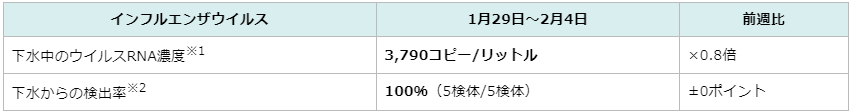 インフルエンザウイルス 1月29日～2月4日 前週比
下水中のウイルスRNA濃度※1 3,790コピー/リットル ×0.8倍
下水からの検出率※2 100%（5検体/5検体） ±0ポイント